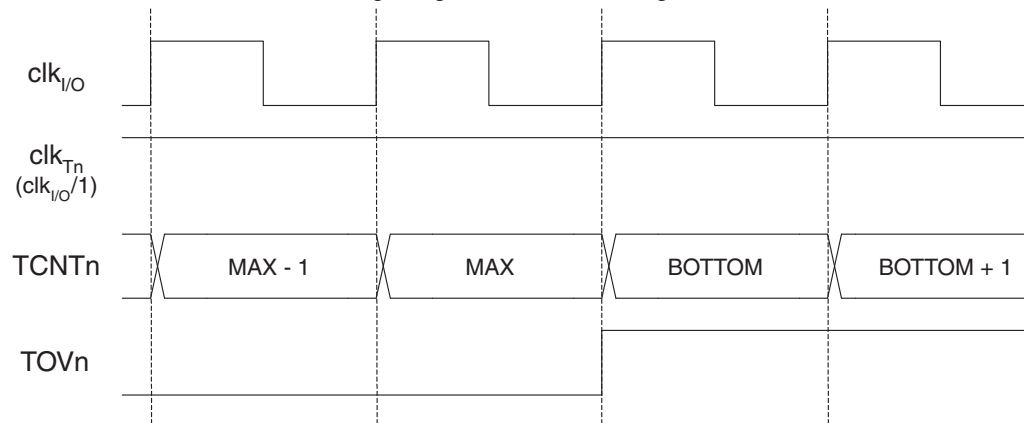 clkI/O
clkTn
(clkI/O/1)
TCNTn MAX - 1 MAX BOTTOM BOTTOM + 1
TOVn